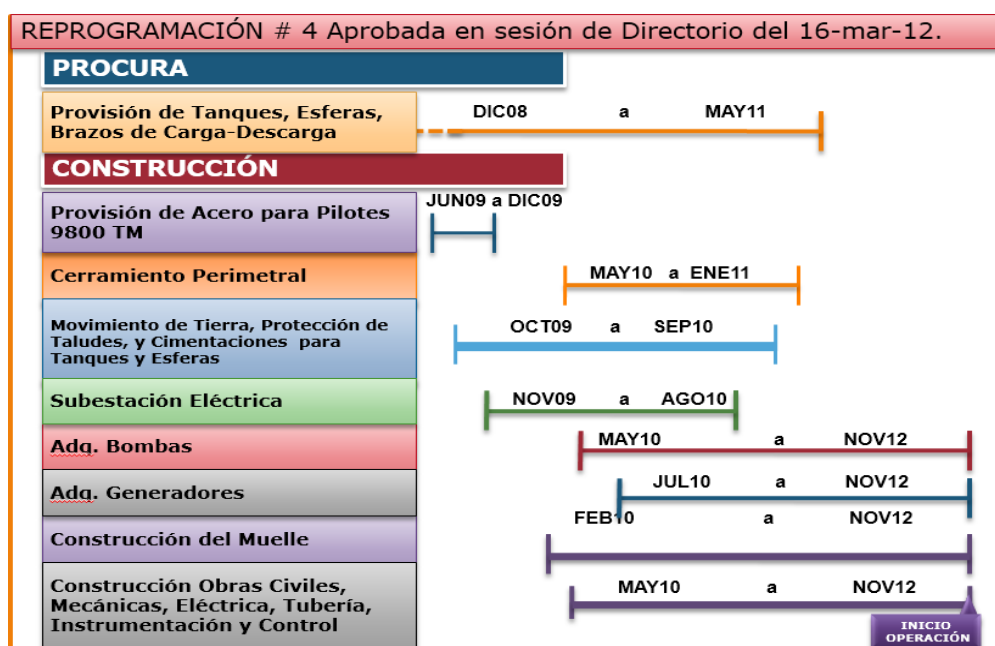 REPROGRAMACIÓN # 4 Aprobada en sesión de Directorio del 16-mar-12.
PROCURA
Provisión de Tanques, Esferas,
Brazos de Carga-Descarga
DIC08 a MAY11
CONSTRUCCIÓN
Provisión de Acero para Pilotes
9800 TM
JUN09 a DIC09
Cerramiento Perimetral
MAY10 a ENE11
Movimiento de Tierra, Protección de
Taludes, y Cimentaciones para
Tanques y Esferas
OCT09 a SEP10
Subestación Eléctrica
NOV09 a AGO10
Adq. Bombas
MAY10 a NOV12
Adq. Generadores
JUL10 a NOV12
Construcción del Muelle
FEB10 a NOV12
Construcción Obras Civiles,
Mecánicas, Eléctrica, Tubería,
Instrumentación y Control
MAY10 a NOV12
INICIO
OPERACIÓN